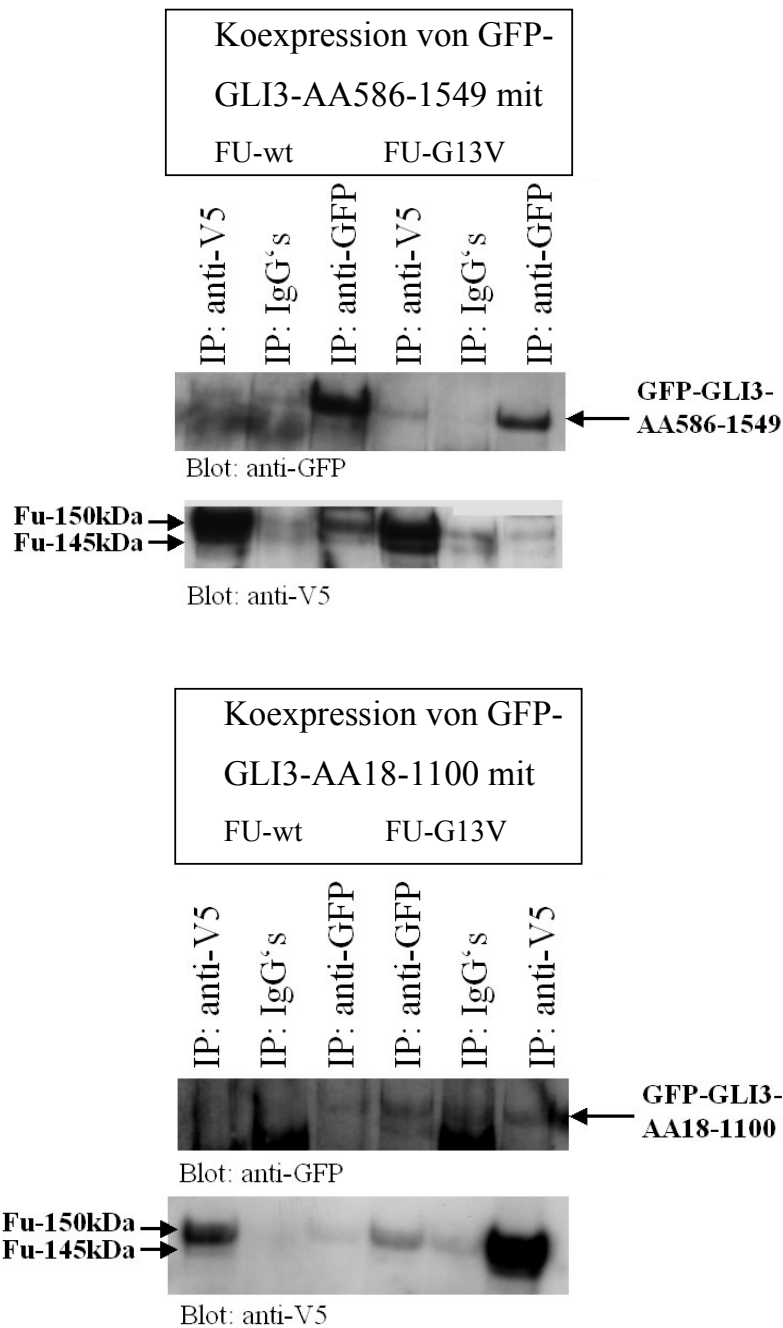 Koexpression von GFP-
GLI3-AA586-1549 mit
FU-wt FU-G13V
IP: anti-V5
IP: IgG‘s
IP: anti-GFP
IP: anti-V5
IP: IgG‘s
IP: anti-GFP
GFP-GLI3-
AA586-1549
Blot: anti-GFP
Fu-150kDa
Fu-145kDa
Blot: anti-V5
Koexpression von GFP-
GLI3-AA18-1100 mit
FU-wt FU-G13V
IP: anti-V5
IP: IgG‘s
IP: anti-GFP
IP: anti-GFP
IP: IgG‘s
IP: anti-V5
GFP-GLI3-
AA18-1100
Blot: anti-GFP
Fu-150kDa
Fu-145kDa
Blot: anti-V5